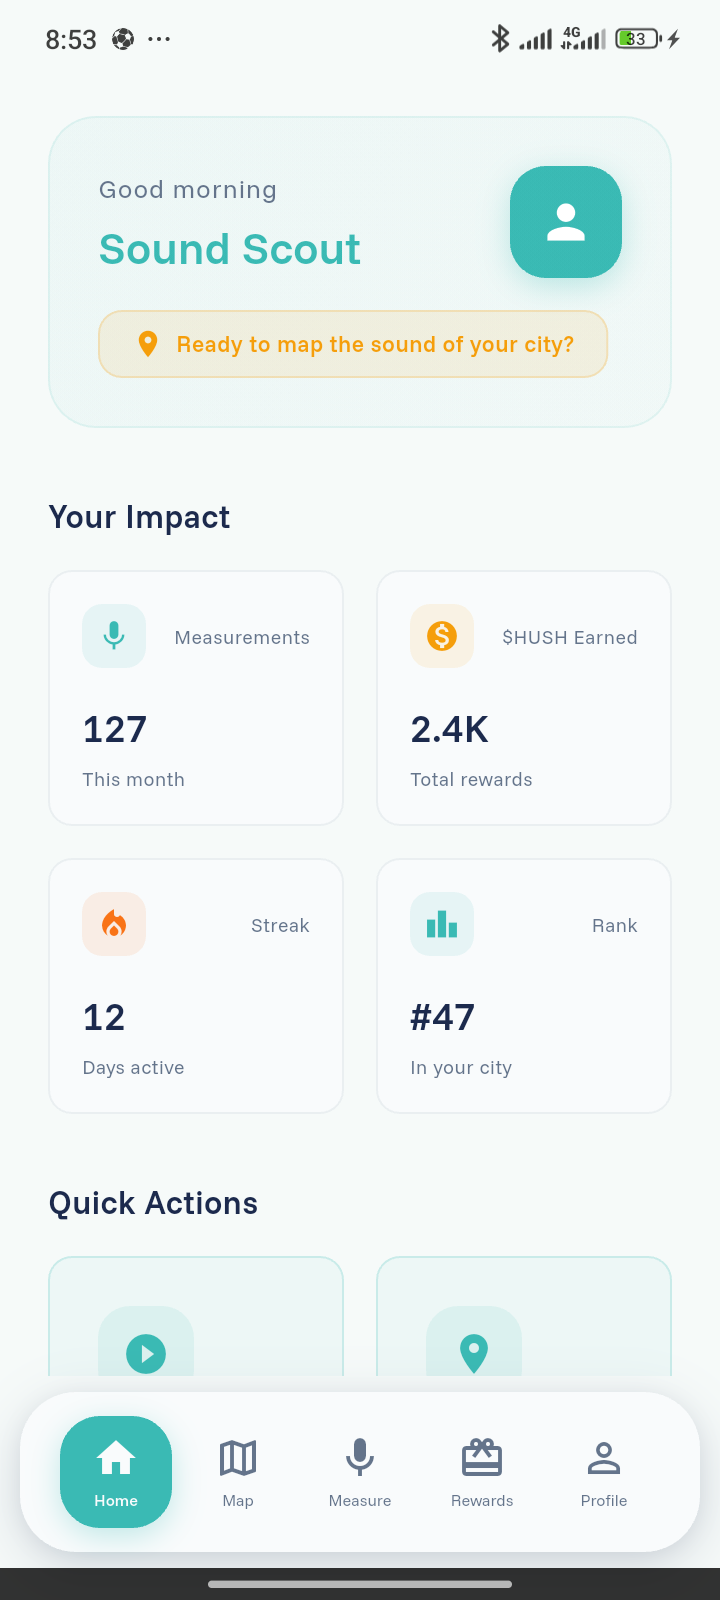 8:53
4G
33
Good morning
Sound Scout
Ready to map the sound of your city?
Your Impact
Measurements
127
This month
$HUSH Earned
2.4K
Total rewards
Streak
12
Days active
Rank
#47
In your city
Quick Actions
Home
Map
Measure
Rewards
Profile